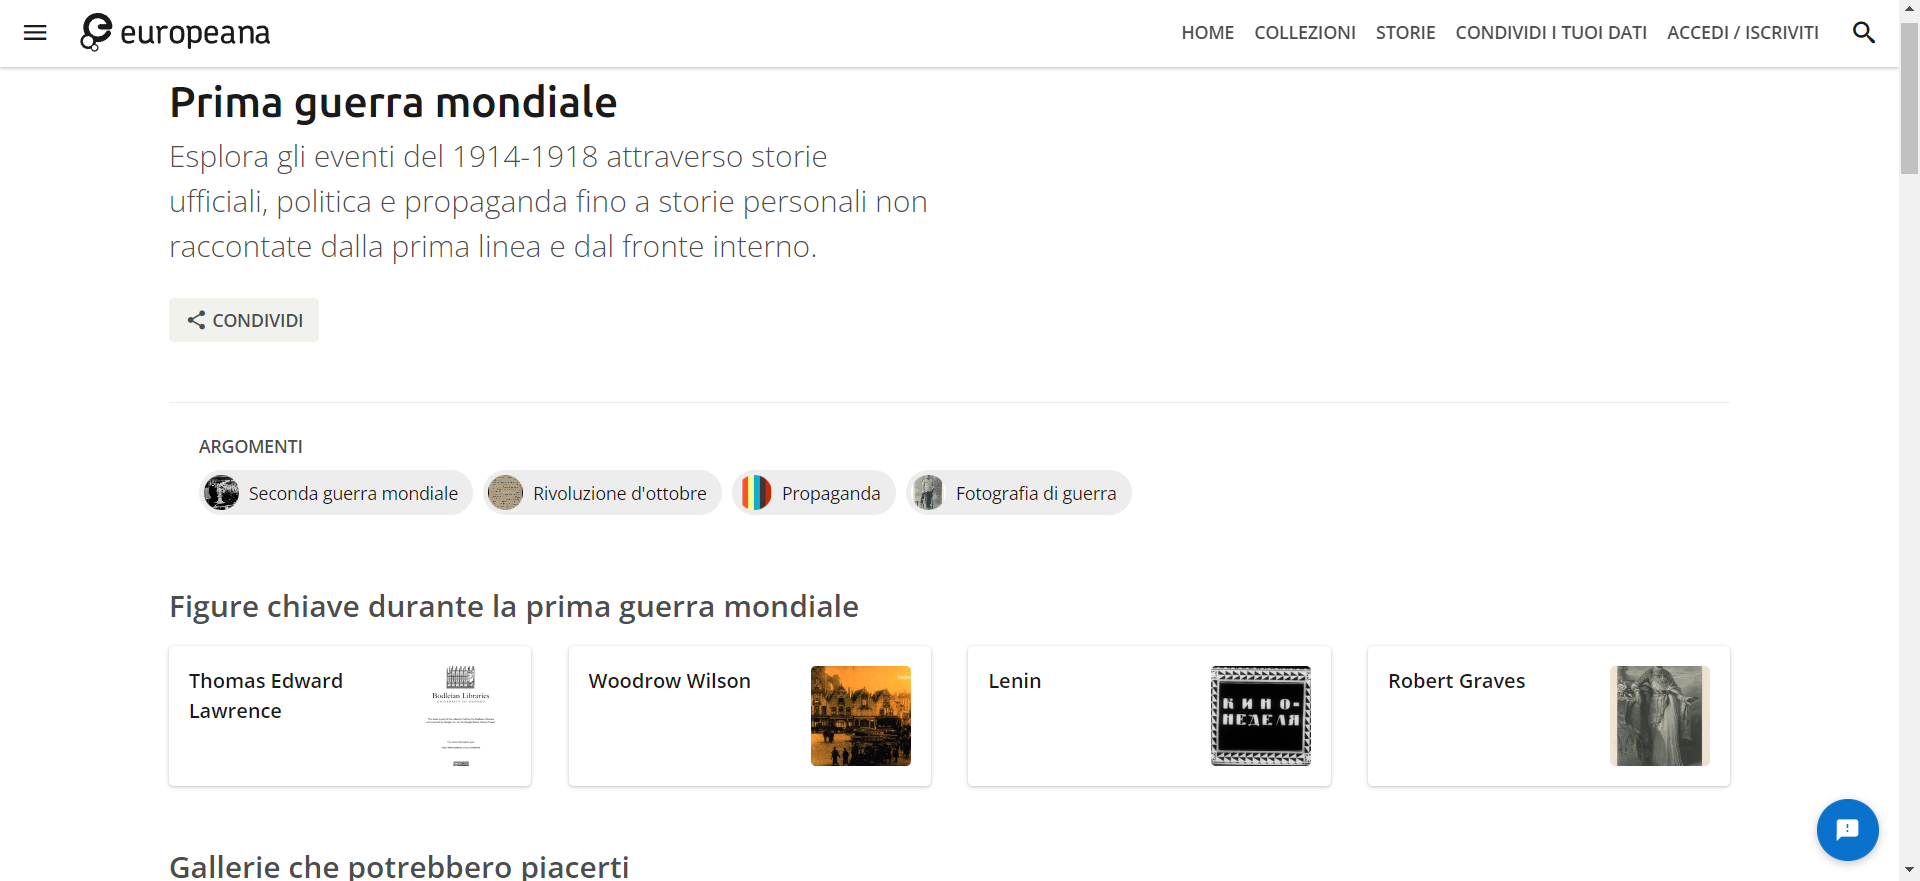 europeana
HOME COLLEZIONI STORIE CONDIVIDI I TUOI DATI ACCEDI / ISCRIVITI
Prima guerra mondiale
Esplora gli eventi del 1914-1918 attraverso storie
ufficiali, politica e propaganda fino a storie personali non
raccontate dalla prima linea e dal fronte interno.
CONDIVIDI
ARGOMENTI
Seconda guerra mondiale
Rivoluzione d'ottobre
Propaganda
Fotografia di guerra
Figure chiave durante la prima guerra mondiale
Thomas Edward
Lawrence
Bodleian Libraries
UNIVERSITY OF OXFORD
Woodrow Wilson
Lenin
КИНО-
НЕДЕЛЯ
Robert Graves
Gallerie che potrebbero piacerti